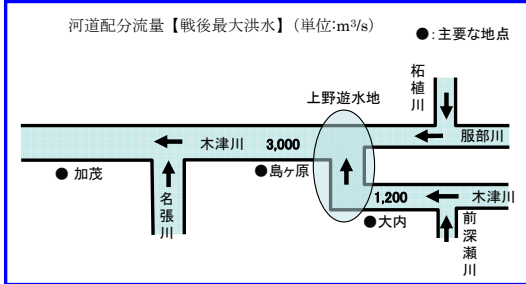 河道配分流量【戦後最大洪水】(単位:m³/s)
●:主要な地点
柘植川
上野遊水地
服部川
木津川
3,000
●加茂
●島ヶ原
名張川
1,200
木津川
●大内
前深瀬川